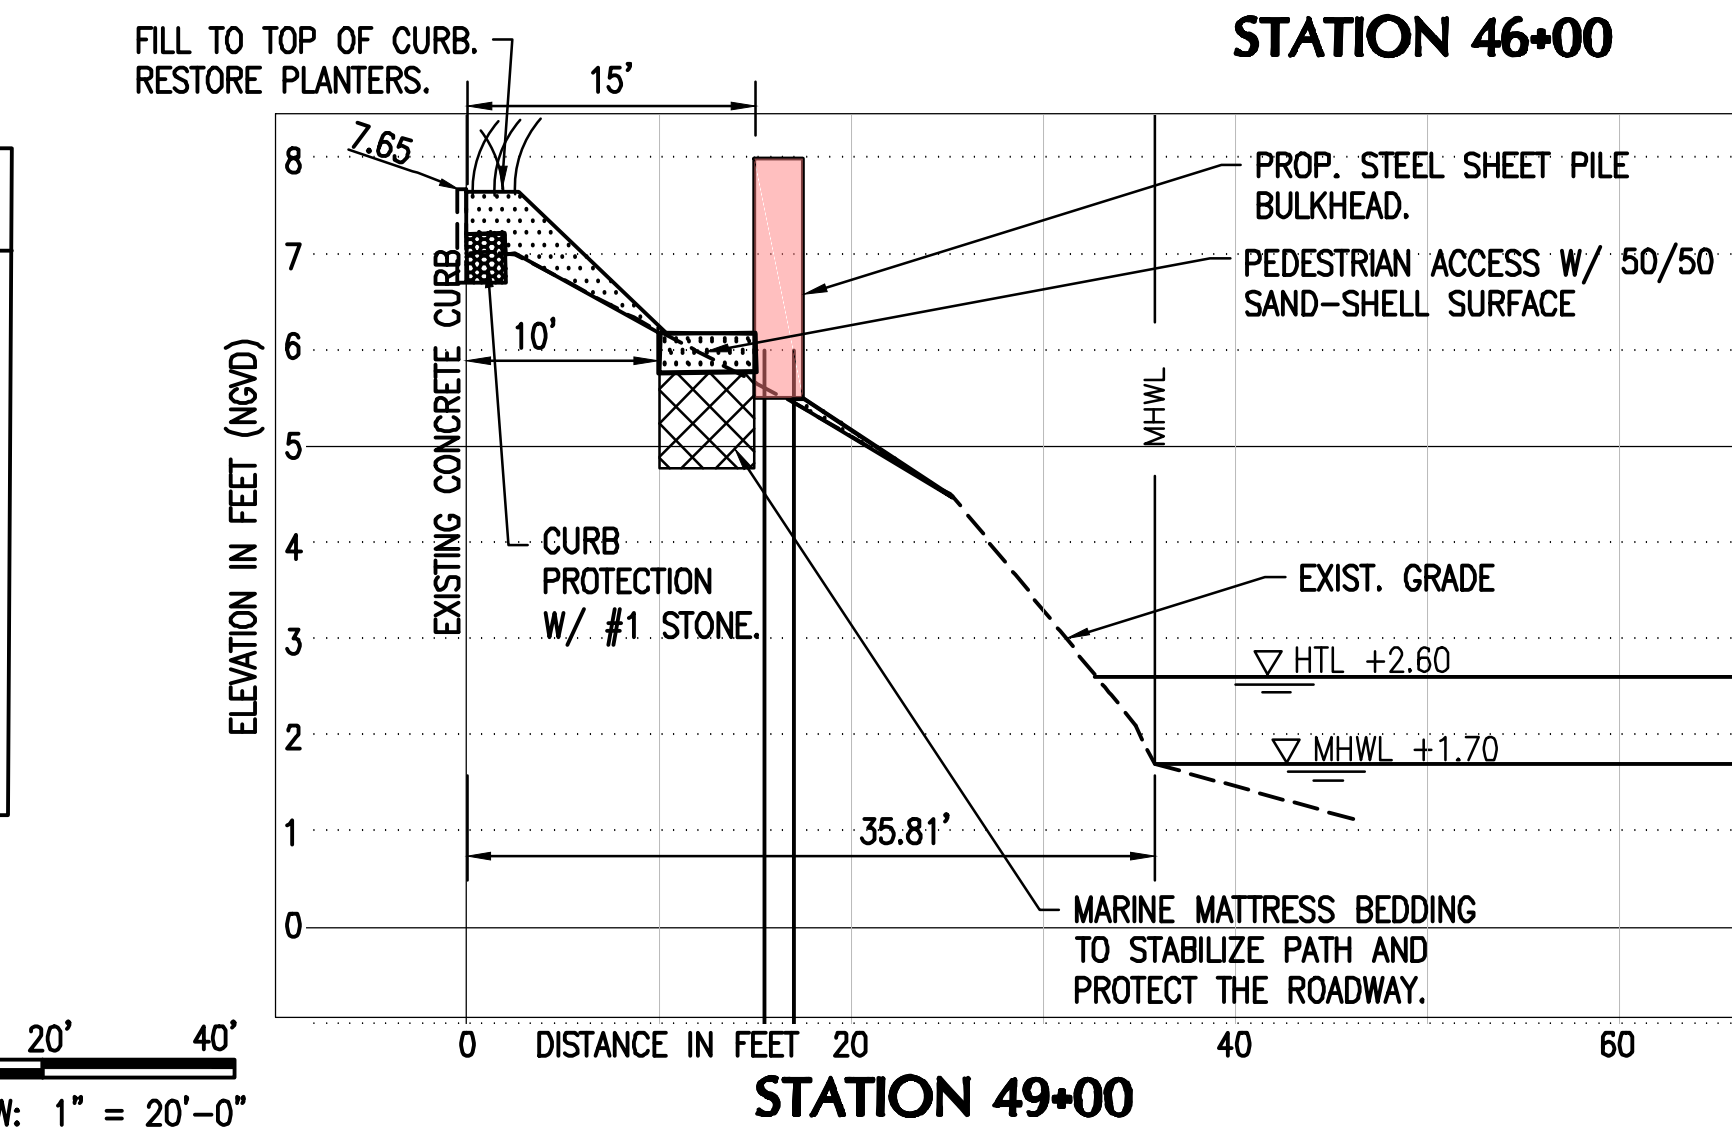 STATION 46+00
FILL TO TOP OF CURB.
RESTORE PLANTERS.
15'
7.65
8
7
6
5
4
3
2
1
0
ELEVATION IN FEET (NGVD)
EXISTING CONCRETE CURB
10'
PROP. STEEL SHEET PILE
BULKHEAD.
PEDESTRIAN ACCESS W/ 50/50
SAND-SHELL SURFACE
MHWL
CURB
PROTECTION
W/ #1 STONE.
EXIST. GRADE
HTL +2.60
MHWL +1.70
35.81'
MARINE MATTRESS BEDDING
TO STABILIZE PATH AND
PROTECT THE ROADWAY.
0 DISTANCE IN FEET 20 40 60
STATION 49+00
20' 40'
W: 1" = 20'-0"